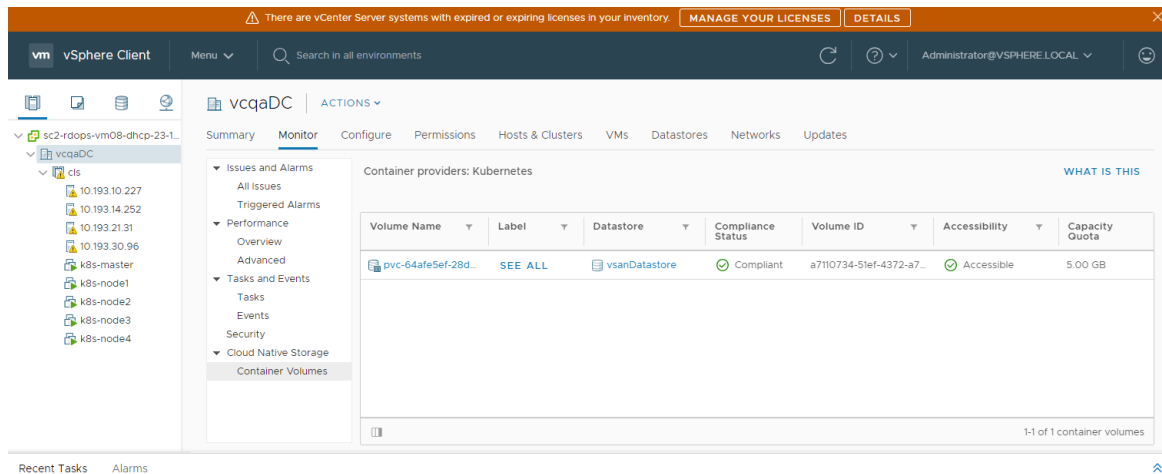 There are vCenter Server systems with expired or expiring licenses in your inventory. MANAGE YOUR LICENSES DETAILS
vm vSphere Client Menu Search in all environments Administrator@VSPHERE.LOCAL
vcqaDC ACTIONS
Summary Monitor Configure Permissions Hosts & Clusters VMs Datastores Networks Updates
sc2-rdops-vm08-dhcp-23-1...
vcqaDC
cls
10.193.10.227
10.193.14.252
10.193.21.31
10.193.30.96
k8s-master
k8s-node1
k8s-node2
k8s-node3
k8s-node4
Issues and Alarms
All Issues
Triggered Alarms
Performance
Overview
Advanced
Tasks and Events
Tasks
Events
Security
Cloud Native Storage
Container Volumes
Container providers: Kubernetes WHAT IS THIS
Volume Name Label Datastore Compliance Status Volume ID Accessibility Capacity Quota
pvc-64afe5ef-28d... SEE ALL vsanDatastore Compliant a7110734-51ef-4372-a7... Accessible 5.00 GB
1-1 of 1 container volumes
Recent Tasks Alarms